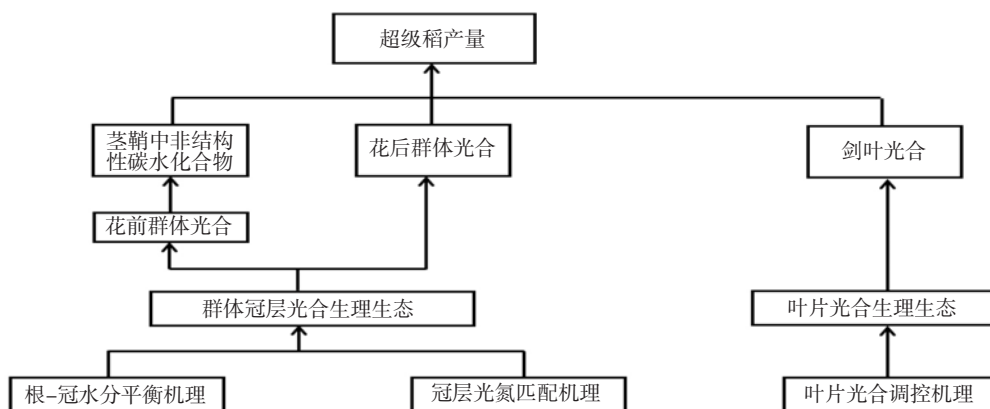 超级稻产量
茎鞘中非结构
性碳水化合物
花后群体光合
剑叶光合
花前群体光合
群体冠层光合生理生态
叶片光合生理生态
根-冠水分平衡机理
冠层光氮匹配机理
叶片光合调控机理